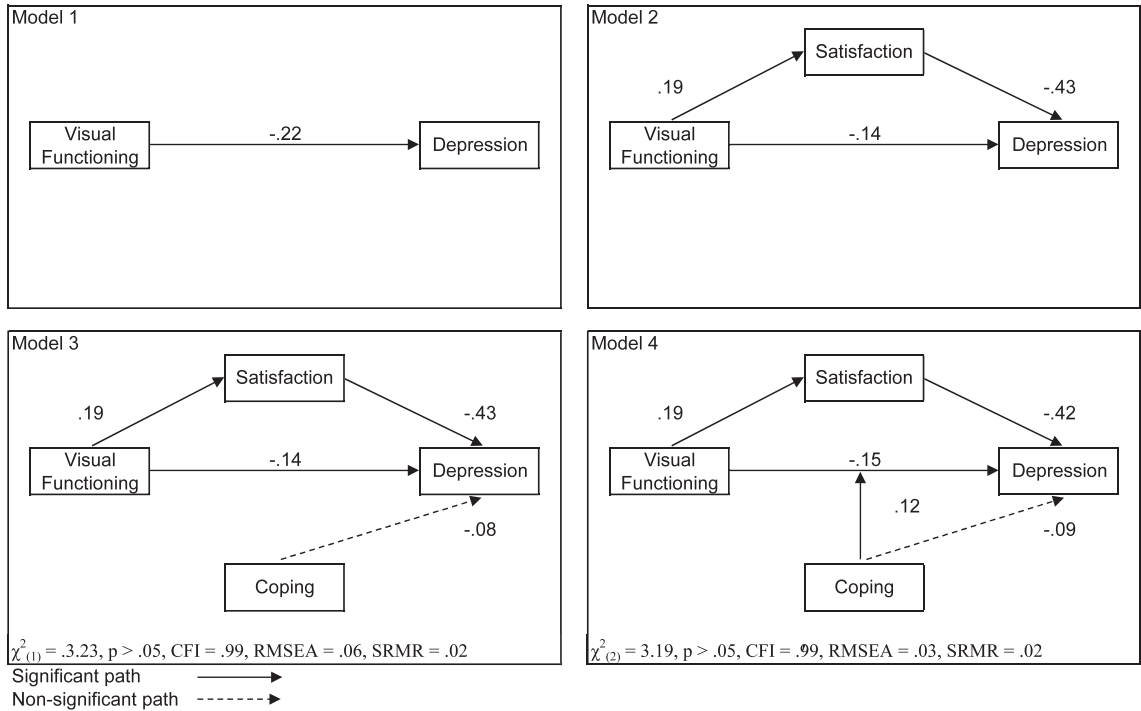 Model 1
Visual
Functioning
-.22
Depression
Model 2
Satisfaction
.19
-.43
Visual
Functioning
-.14
Depression
Model 3
Satisfaction
.19
-.43
Visual
Functioning
-.14
Depression
-.08
Coping
χ²₍₁₎ = .3.23, p > .05, CFI = .99, RMSEA = .06, SRMR = .02
Model 4
Satisfaction
.19
-.42
Visual
Functioning
-.15
Depression
.12
-.09
Coping
χ²₍₂₎ = 3.19, p > .05, CFI = .99, RMSEA = .03, SRMR = .02
Significant path
Non-significant path